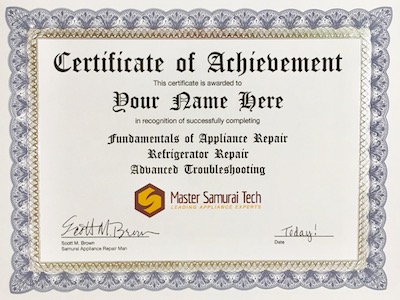 Certificate of Achievement
This certificate is awarded to
Your Name Here
in recognition of successfully completing
Fundamentals of Appliance Repair
Refrigerator Repair
Advanced Troubleshooting
Master Samurai Tech
LEADING APPLIANCE EXPERTS
Scott M. Brown
Today!
Scott M. Brown
Date
Samurai Appliance Repair Man